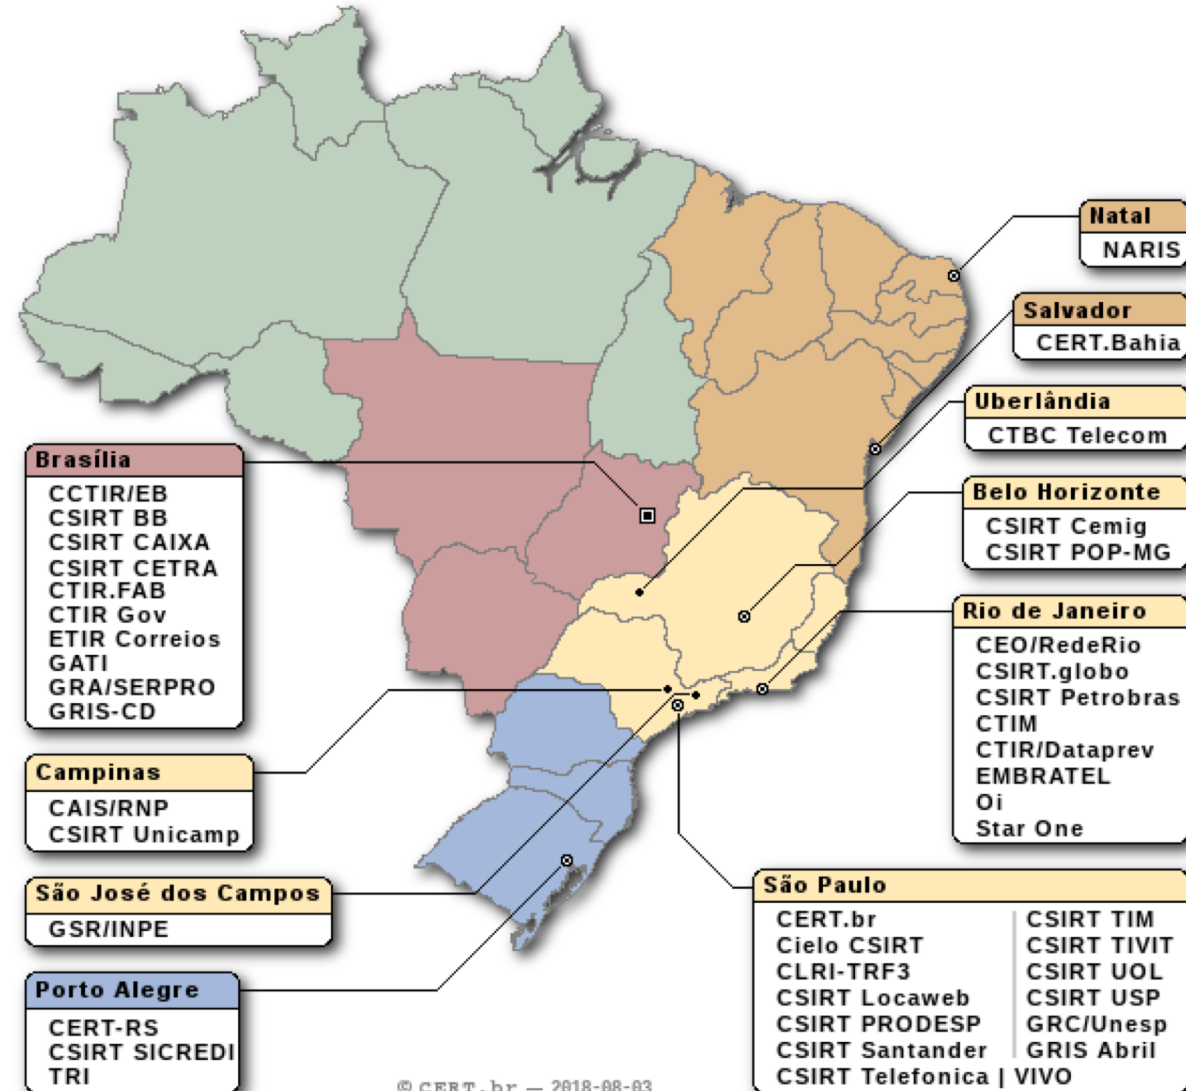 Natal
NARIS
Salvador
CERT.Bahia
Uberlândia
CTBC Telecom
Belo Horizonte
CSIRT Cemig
CSIRT POP-MG
Rio de Janeiro
CEO/RedeRio
CSIRT.globo
CSIRT Petrobras
CTIM
CTIR/Dataprev
EMBRATEL
Oi
Star One
São Paulo
CERT.br
Cielo CSIRT
CLRI-TRF3
CSIRT Locaweb
CSIRT PRODESP
CSIRT Santander
CSIRT Telefonica | VIVO
CSIRT TIM
CSIRT TIVIT
CSIRT UOL
CSIRT USP
GRC/Unesp
GRIS Abril
Brasília
CCTIR/EB
CSIRT BB
CSIRT CAIXA
CSIRT CETRA
CTIR.FAB
CTIR Gov
ETIR Correios
GATI
GRA/SERPRO
GRIS-CD
Campinas
CAIS/RNP
CSIRT Unicamp
São José dos Campos
GSR/INPE
Porto Alegre
CERT-RS
CSIRT SICREDI
TRI
© CERT.br — 2018-08-03